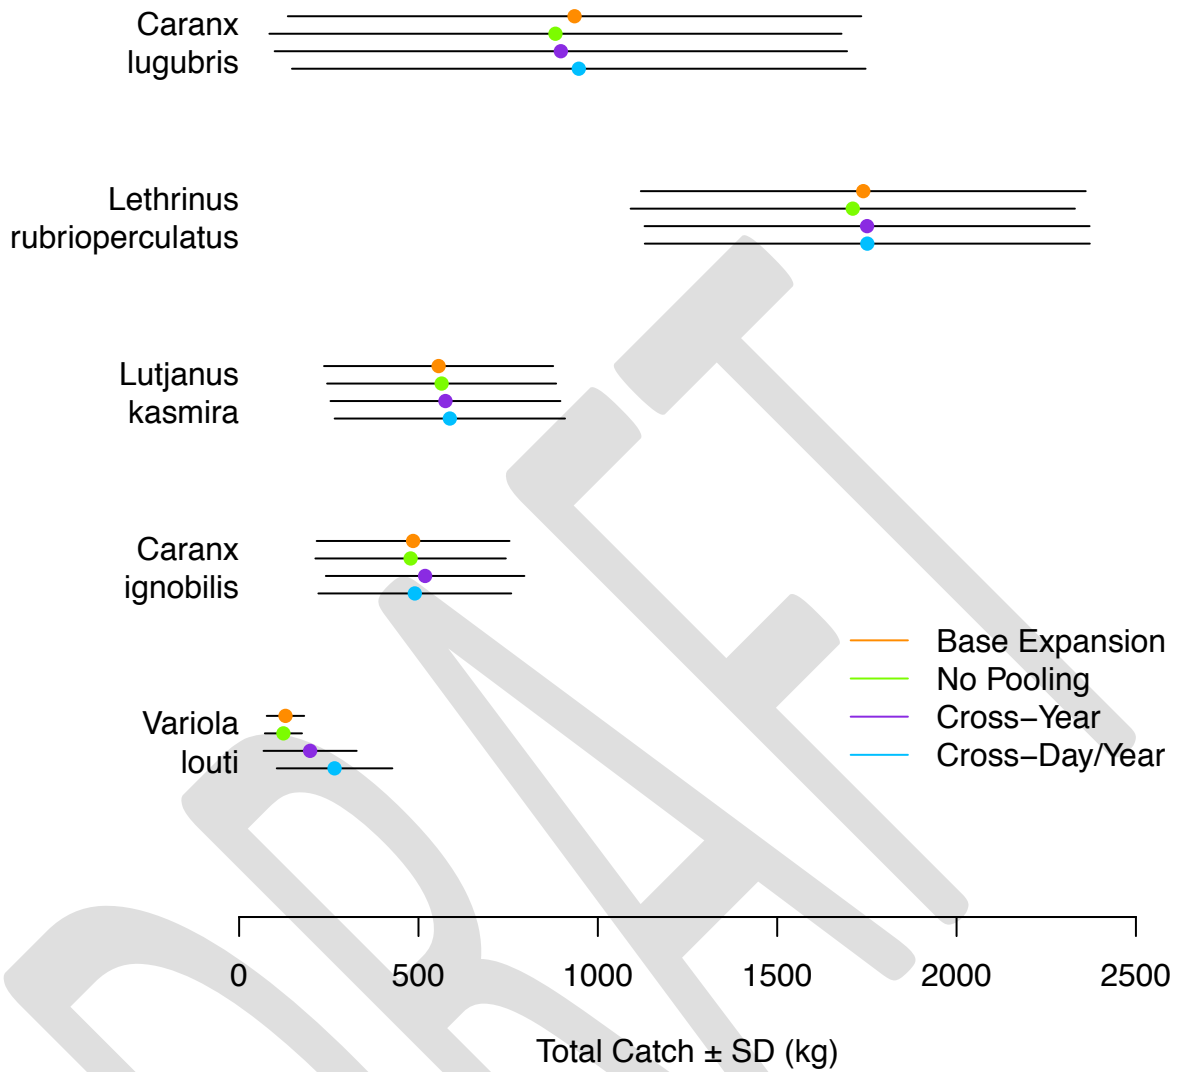 Caranx
lugubris
Lethrinus
rubrioperculatus
Lutjanus
kasmira
Caranx
ignobilis
Variola
louti
Base Expansion
No Pooling
Cross−Year
Cross−Day/Year
0 500 1000 1500 2000 2500
Total Catch ± SD (kg)
DRAFT